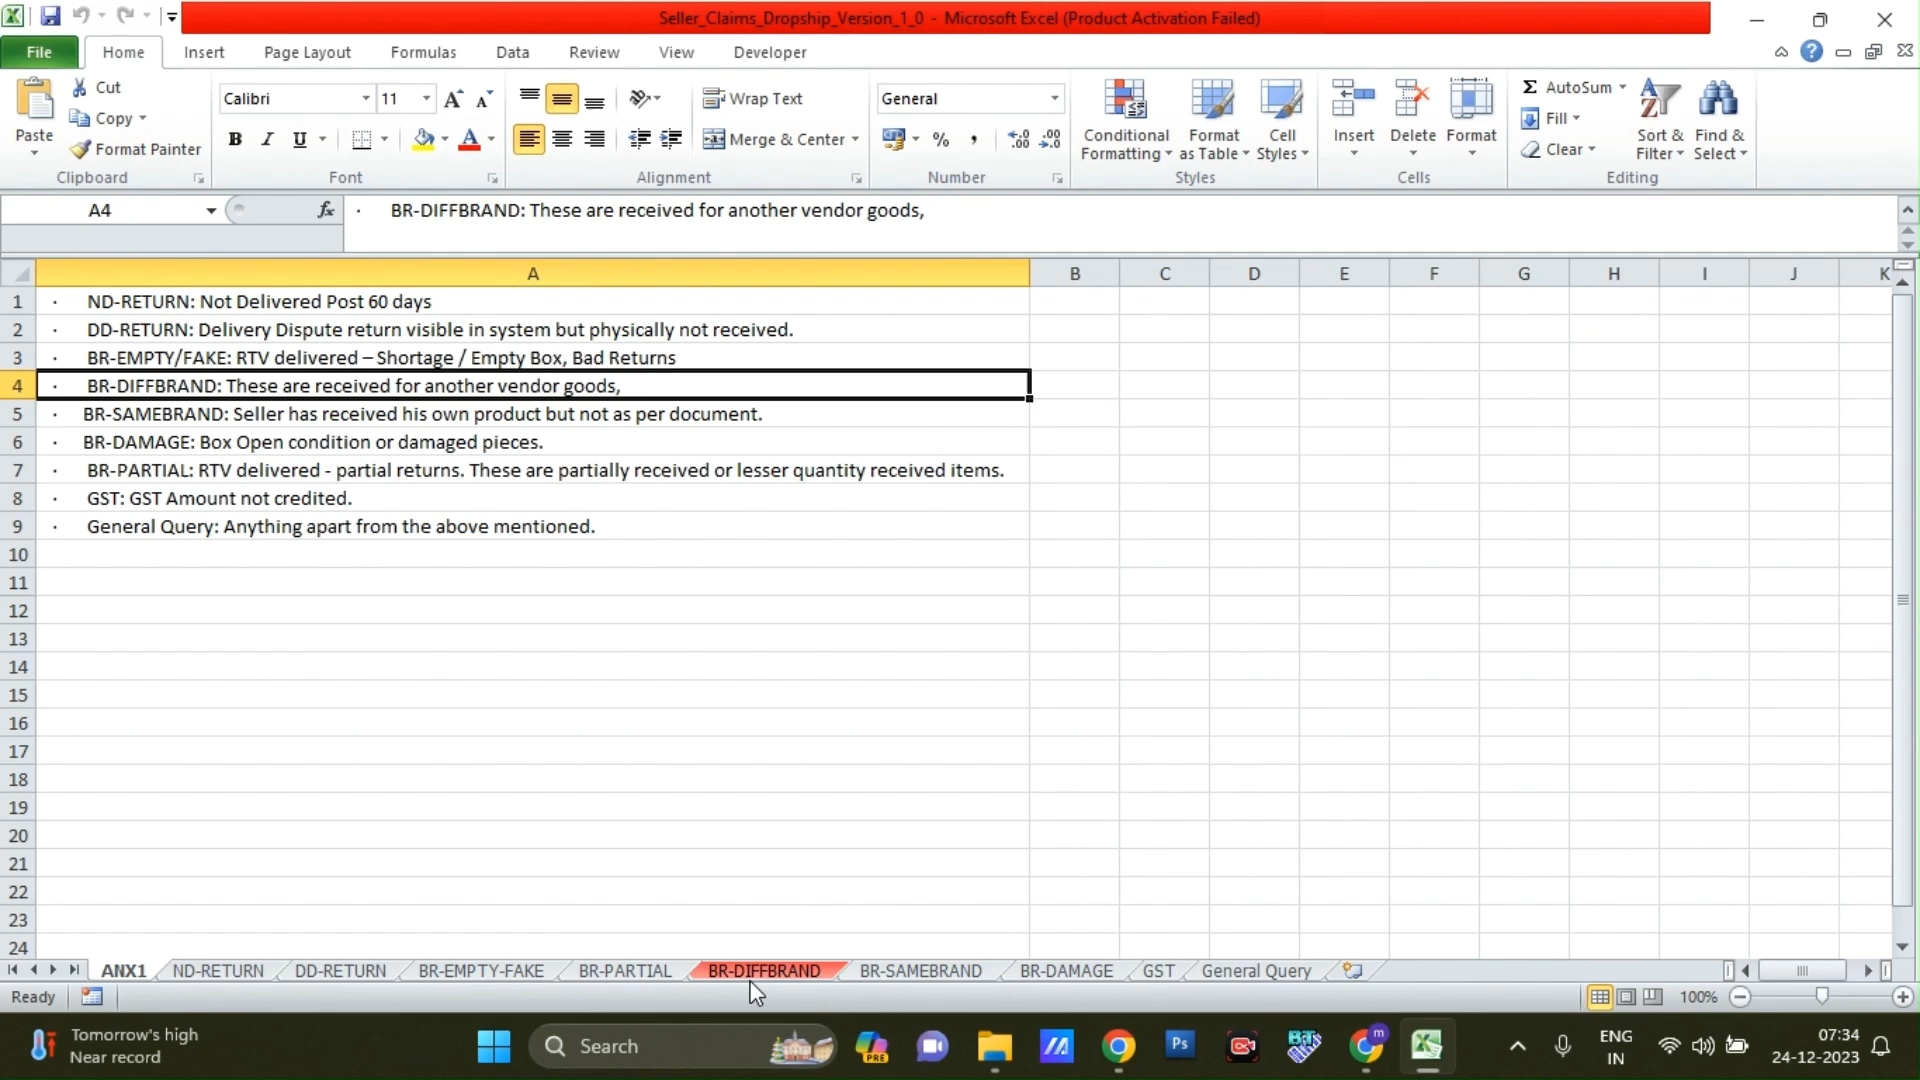 Seller_Claims_Dropship_Version_1_0 - Microsoft Excel (Product Activation Failed)
File Home Insert Page Layout Formulas Data Review View Developer
Paste Cut Copy Format Painter
Calibri 11
B I U
Wrap Text
Merge & Center
General
% ,
Conditional Formatting
Format as Table
Cell Styles
Insert Delete Format
Σ AutoSum
Fill
Clear
Sort & Filter
Find & Select
Clipboard Font Alignment Number Styles Cells Editing
A4 fx · BR-DIFFBRAND: These are received for another vendor goods,
A B C D E F G H I J K
1 · ND-RETURN: Not Delivered Post 60 days
2 · DD-RETURN: Delivery Dispute return visible in system but physically not received.
3 · BR-EMPTY/FAKE: RTV delivered – Shortage / Empty Box, Bad Returns
4 · BR-DIFFBRAND: These are received for another vendor goods,
5 · BR-SAMEBRAND: Seller has received his own product but not as per document.
6 · BR-DAMAGE: Box Open condition or damaged pieces.
7 · BR-PARTIAL: RTV delivered - partial returns. These are partially received or lesser quantity received items.
8 · GST: GST Amount not credited.
9 · General Query: Anything apart from the above mentioned.
10
11
12
13
14
15
16
17
18
19
20
21
22
23
24
ANX1 ND-RETURN DD-RETURN BR-EMPTY-FAKE BR-PARTIAL BR-DIFFBRAND BR-SAMEBRAND BR-DAMAGE GST General Query
Ready 100%
Tomorrow's high
Near record
Search
PRE
Ps
m
ENG
IN
07:34
24-12-2023